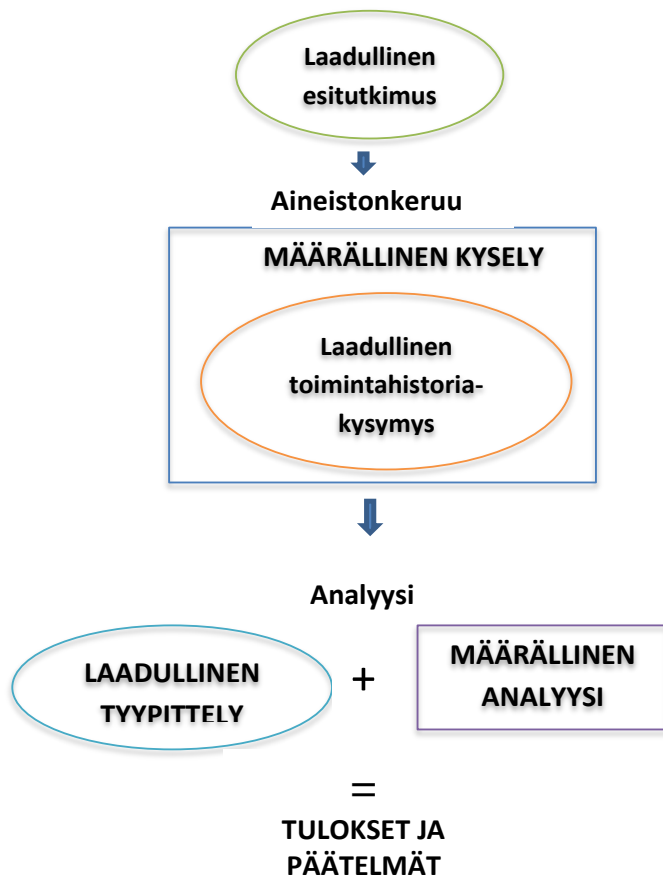 Laadullinen
esitutkimus
Aineistonkeruu
MÄÄRÄLLINEN KYSELY
Laadullinen
toimintahistoria-
kysymys
Analyysi
LAADULLINEN
TYYPITTELY
+
MÄÄRÄLLINEN
ANALYYSI
=
TULOKSET JA
PÄÄTELMÄT